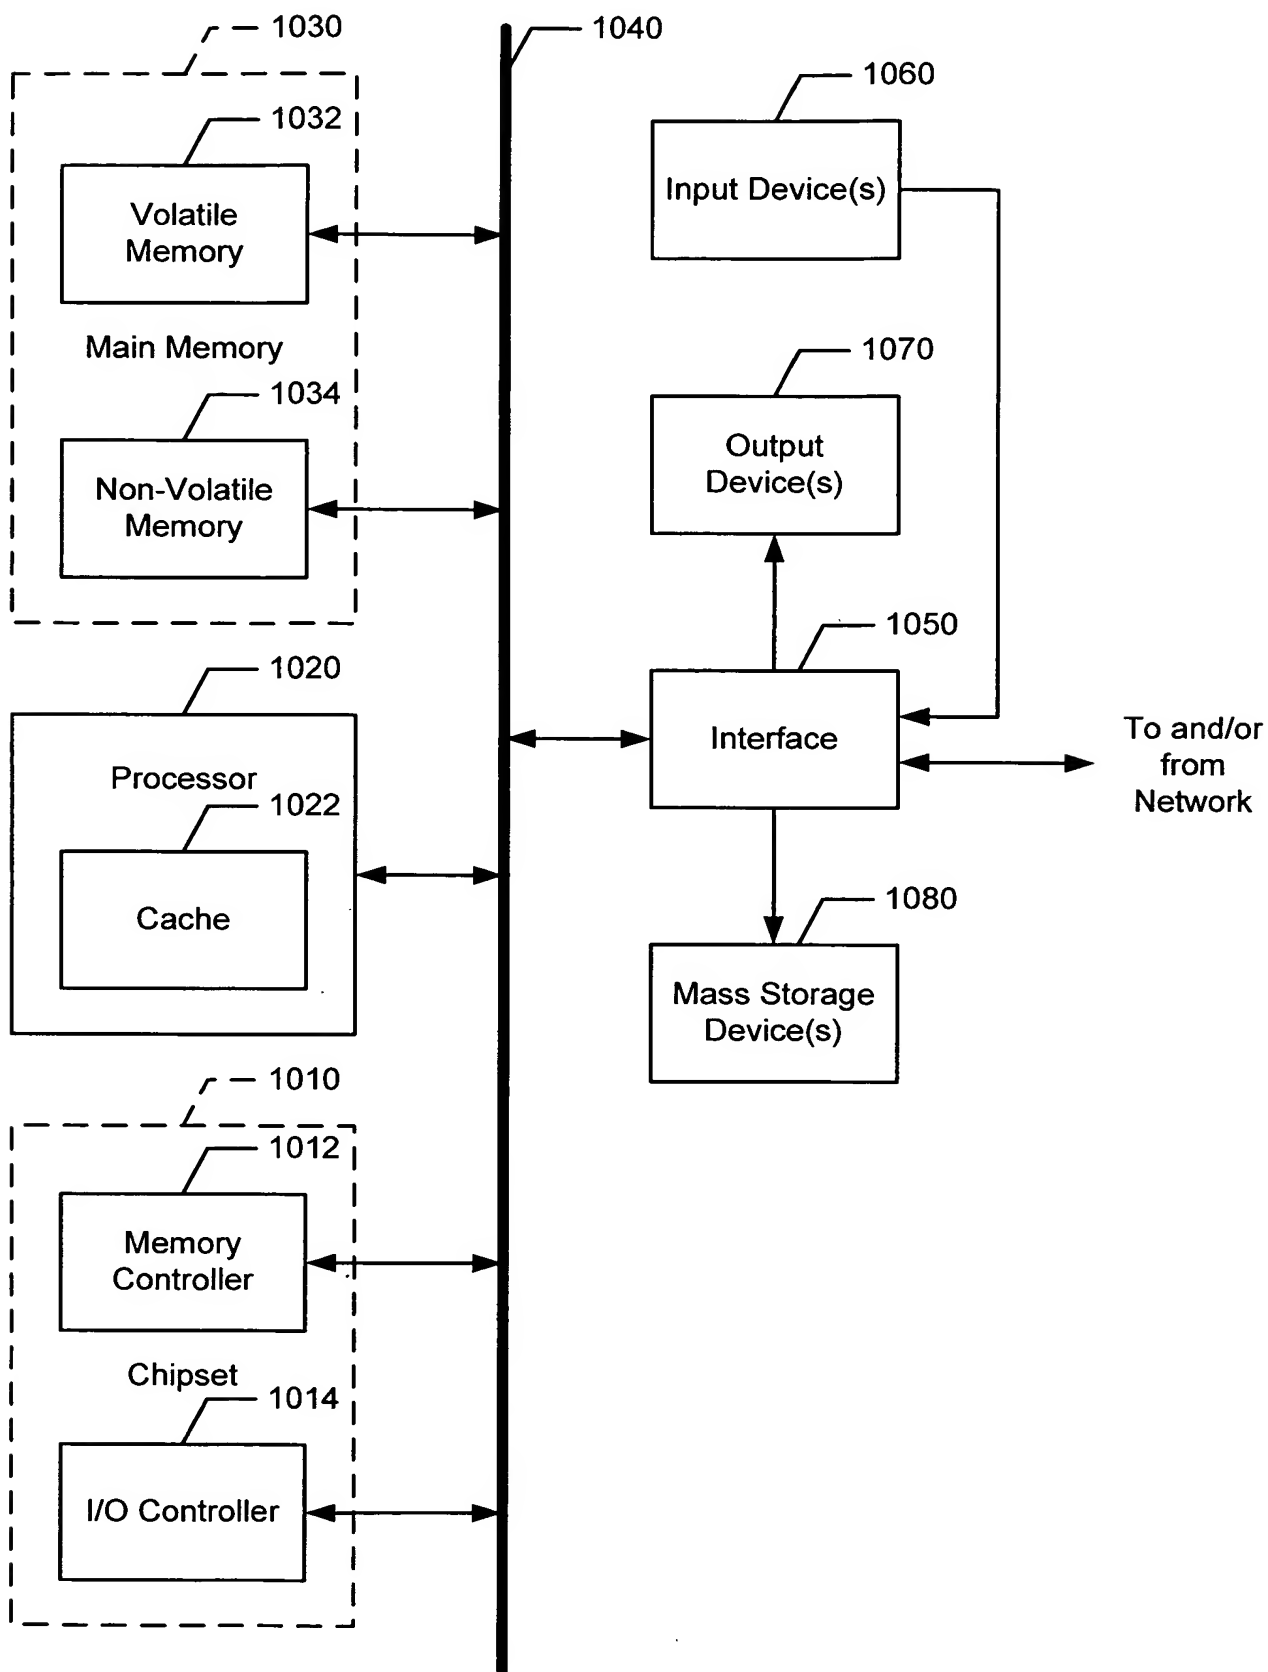 1030
1032
Volatile
Memory
Main Memory
1034
Non-Volatile
Memory
1020
Processor
1022
Cache
1010
1012
Memory
Controller
Chipset
1014
I/O Controller
1040
1060
Input Device(s)
1070
Output
Device(s)
1050
Interface
To and/or
from
Network
1080
Mass Storage
Device(s)